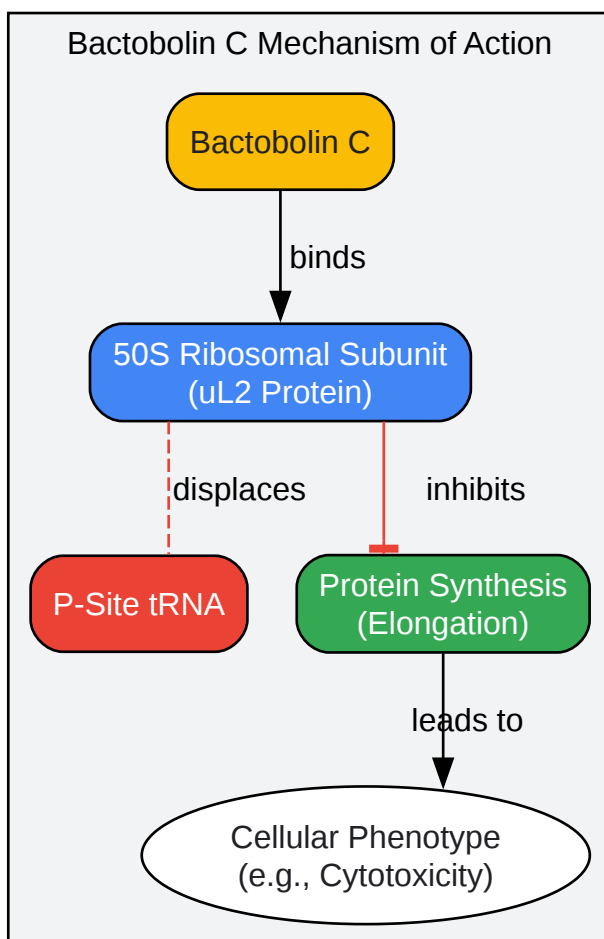 Bactobolin C Mechanism of Action
Bactobolin C
binds
50S Ribosomal Subunit
(uL2 Protein)
displaces
inhibits
P-Site tRNA
Protein Synthesis
(Elongation)
leads to
Cellular Phenotype
(e.g., Cytotoxicity)